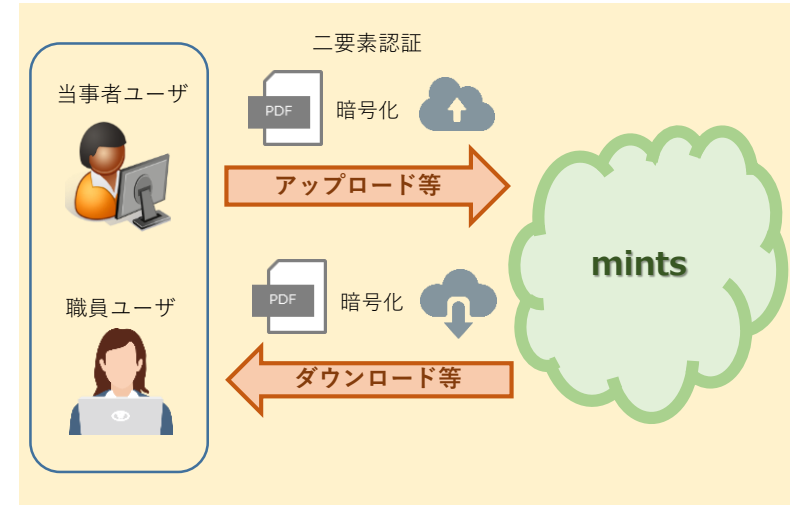 二要素認証
当事者ユーザ
PDF
暗号化
アップロード等
mints
職員ユーザ
PDF
暗号化
ダウンロード等